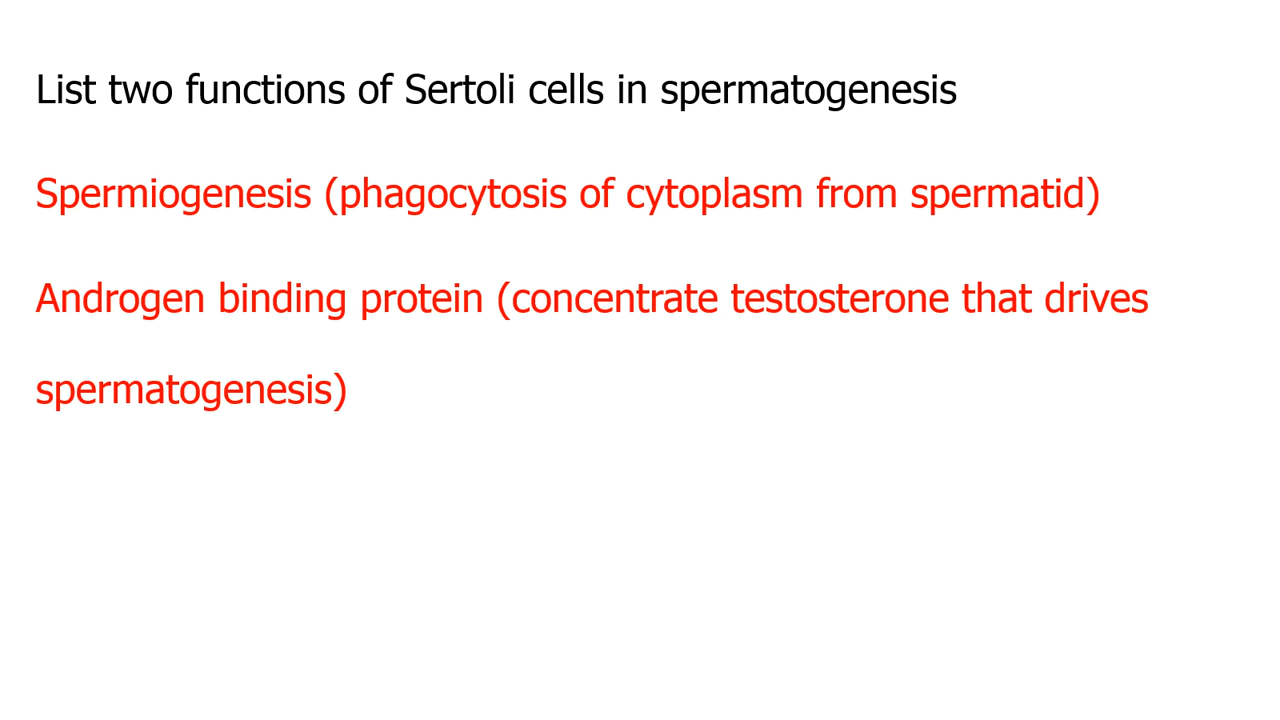 List two functions of Sertoli cells in spermatogenesis
Spermiogenesis (phagocytosis of cytoplasm from spermatid)
Androgen binding protein (concentrate testosterone that drives
spermatogenesis)